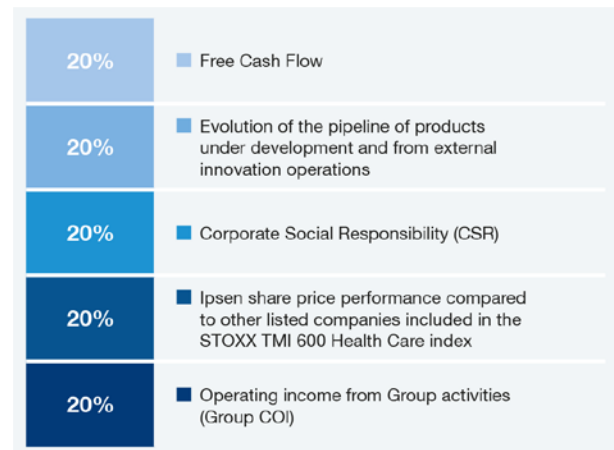 20%
Free Cash Flow
20%
Evolution of the pipeline of products
under development and from external
innovation operations
20%
Corporate Social Responsibility (CSR)
20%
Ipsen share price performance compared
to other listed companies included in the
STOXX TMI 600 Health Care index
20%
Operating income from Group activities
(Group COI)